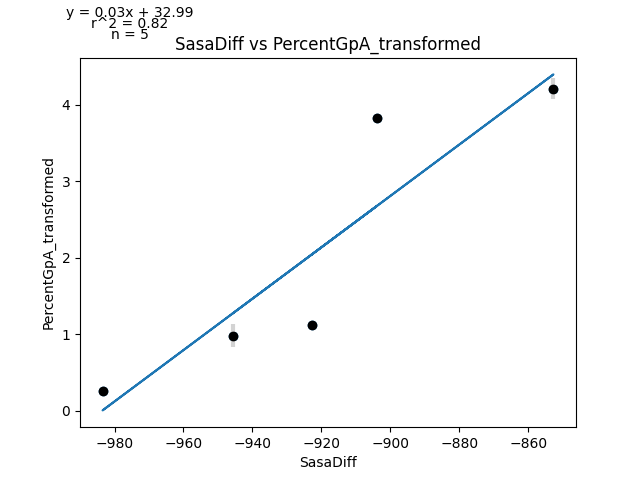 y = 0.03x + 32.99
r^2 = 0.82
n = 5
SasaDiff vs PercentGpA_transformed
PercentGpA_transformed
4
3
2
1
0
−980 −960 −940 −920 −900 −880 −860
SasaDiff